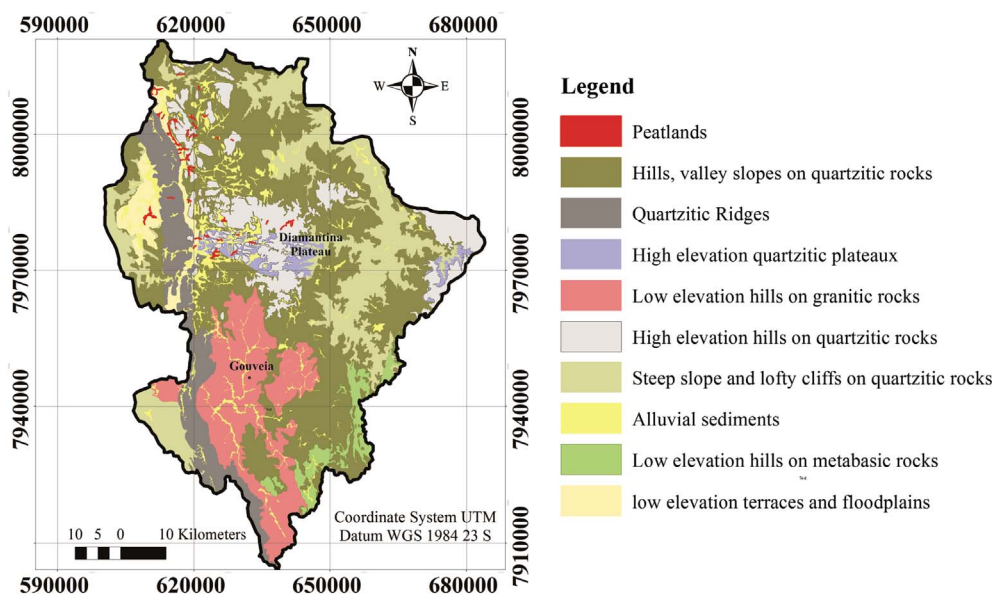 590000 620000 650000 680000
N
W E
S
8000000 8000000
Diamantina
Plateau
7970000 7970000
Gouveia
7940000 7940000
Coordinate System UTM
Datum WGS 1984 23 S
10 5 0 10 Kilometers
7910000 7910000
590000 620000 650000 680000
Legend
Peatlands
Hills, valley slopes on quartzitic rocks
Quartzitic Ridges
High elevation quartzitic plateaux
Low elevation hills on granitic rocks
High elevation hills on quartzitic rocks
Steep slope and lofty cliffs on quartzitic rocks
Alluvial sediments
Low elevation hills on metabasic rocks
low elevation terraces and floodplains